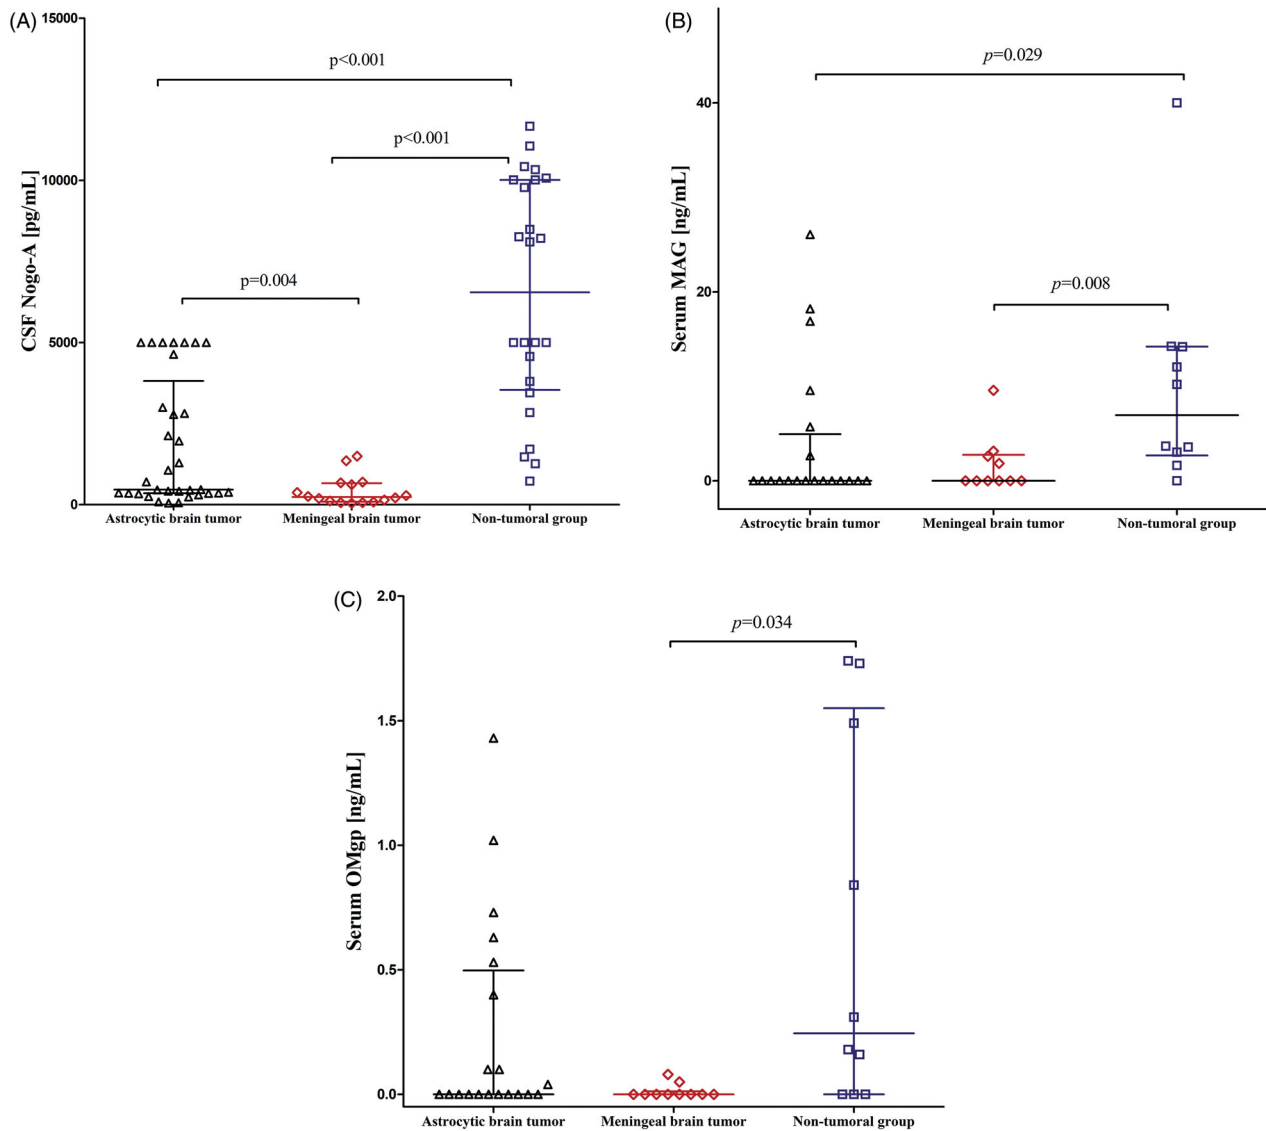 (A)
15000
10000
5000
0
CSF Nogo-A [pg/mL]
p<0.001
p<0.001
p=0.004
Astrocytic brain tumor
Meningeal brain tumor
Non-tumoral group
(B)
40
20
0
Serum MAG [ng/mL]
p=0.029
p=0.008
Astrocytic brain tumor
Meningeal brain tumor
Non-tumoral group
(C)
2.0
1.5
1.0
0.5
0.0
Serum OMgp [ng/mL]
p=0.034
Astrocytic brain tumor
Meningeal brain tumor
Non-tumoral group